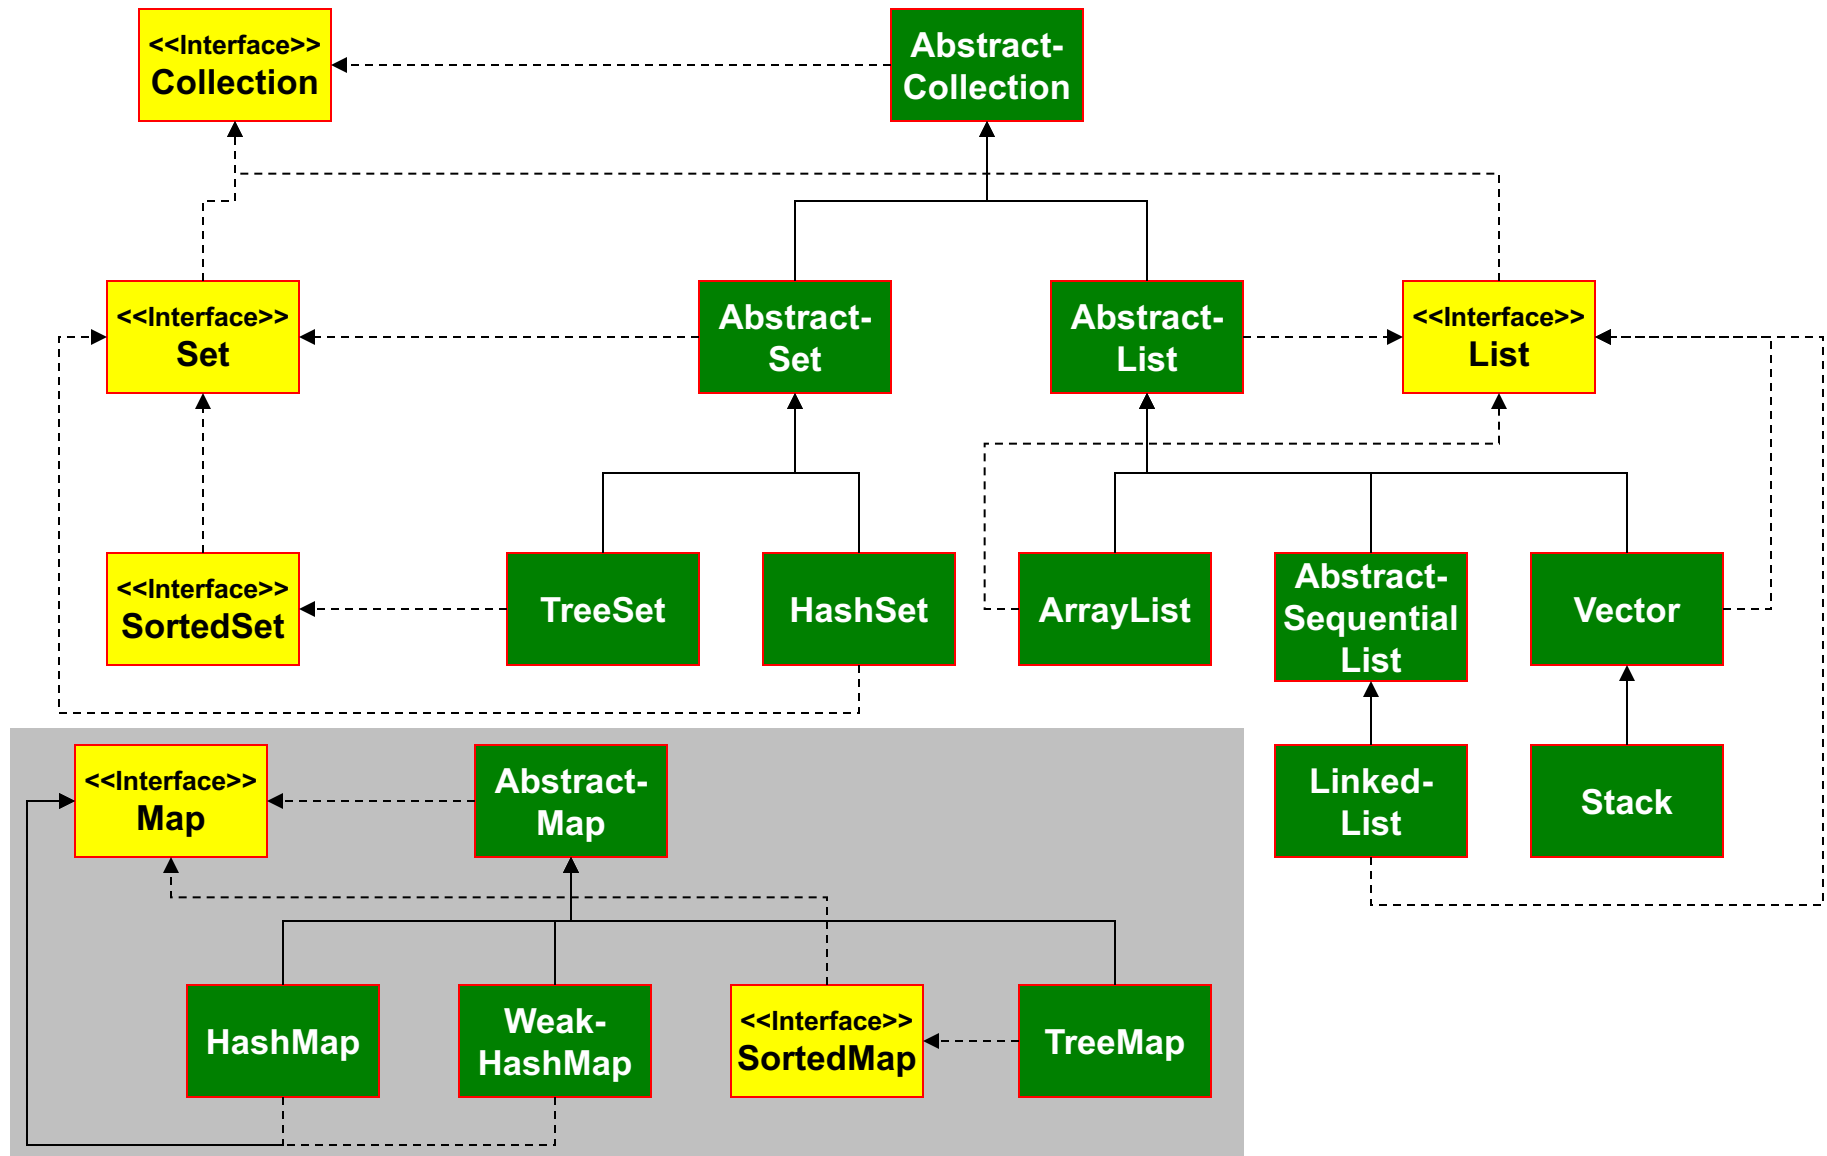 <<Interface>>
Collection
Abstract-
Collection
<<Interface>>
Set
Abstract-
Set
Abstract-
List
<<Interface>>
List
<<Interface>>
SortedSet
TreeSet
HashSet
ArrayList
Abstract-
Sequential
List
Vector
<<Interface>>
Map
Abstract-
Map
Linked-
List
Stack
HashMap
Weak-
HashMap
<<Interface>>
SortedMap
TreeMap